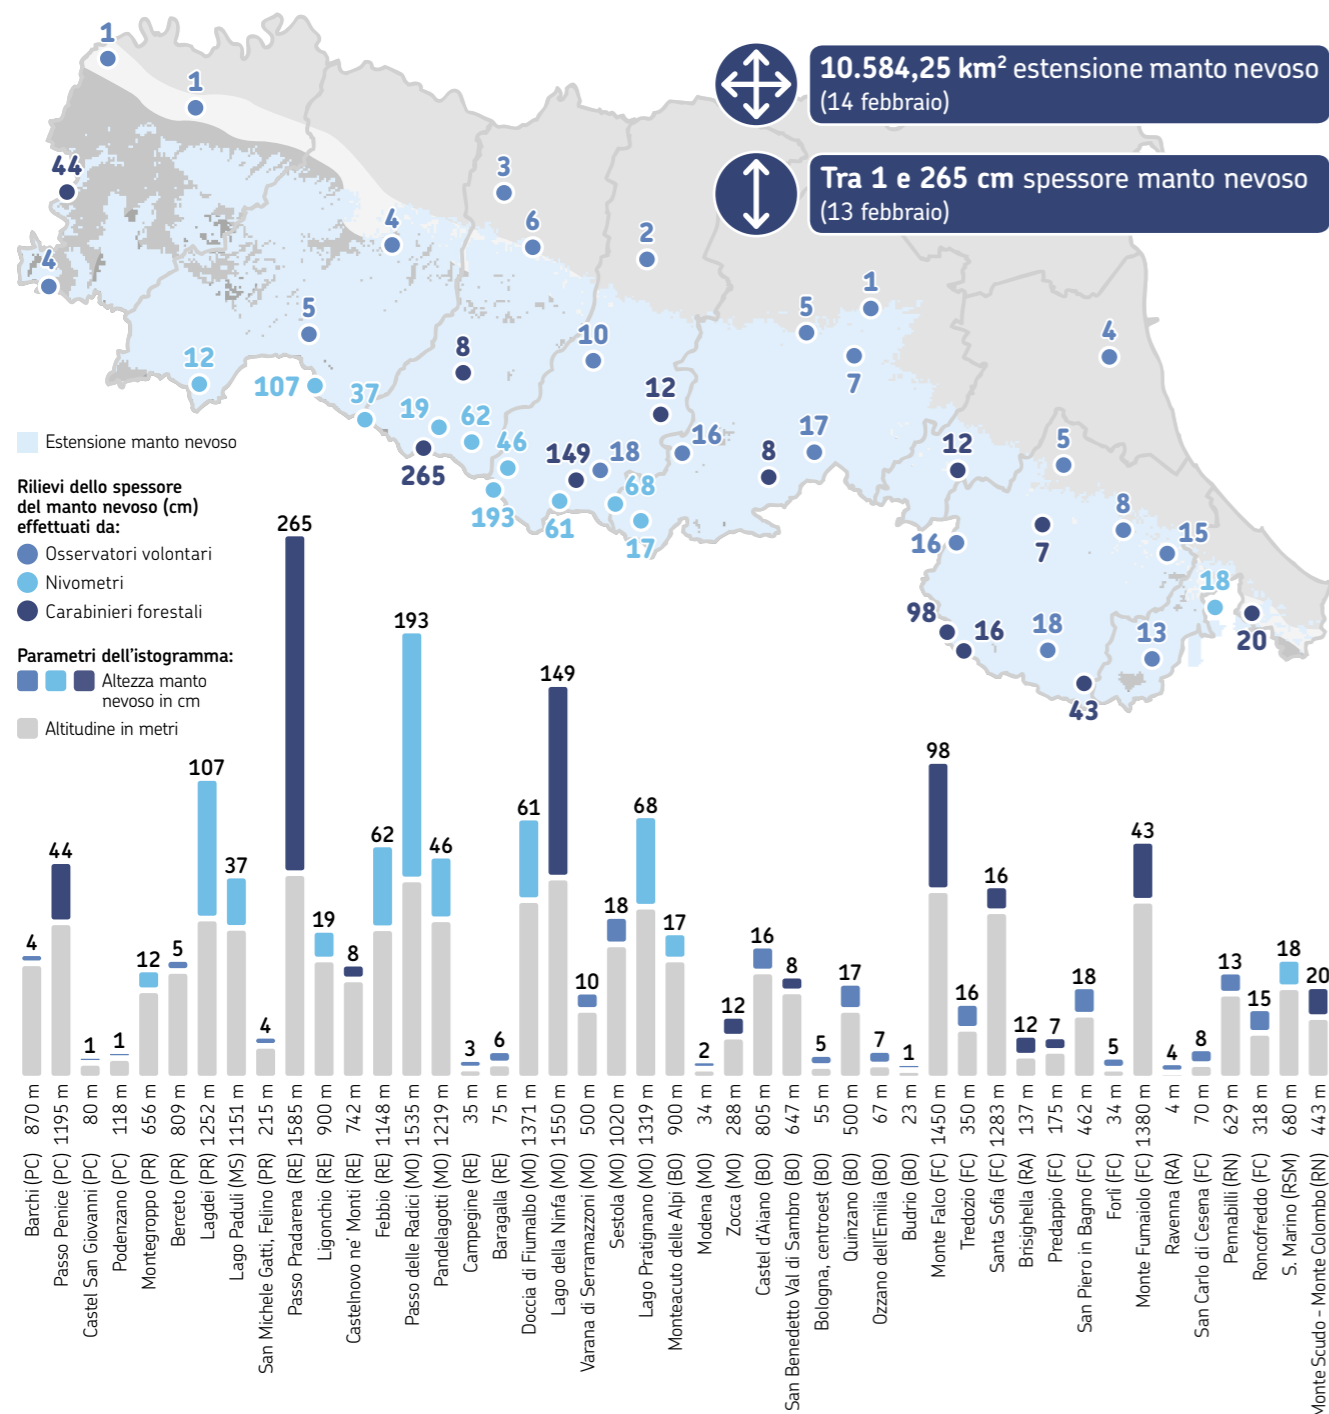 10.584,25 km² estensione manto nevoso
(14 febbraio)
Tra 1 e 265 cm spessore manto nevoso
(13 febbraio)
1
1
44
4
3
6
4
2
1
5
4
5
10
7
8
12
107
37
12
19
62
46
16
17
12
5
265
149
18
8
8
193
61
68
17
16
7
15
18
98
16
18
13
20
43
Estensione manto nevoso
Rilievi dello spessore
del manto nevoso (cm)
effettuati da:
Osservatori volontari
Nivometri
Carabinieri forestali
Parametri dell'istogramma:
Altezza manto
nevoso in cm
Altitudine in metri
4
44
1
1
12
5
107
37
4
265
19
8
62
193
46
3
6
61
149
10
18
68
17
2
12
16
8
5
17
7
1
98
16
16
12
7
18
5
43
4
8
13
15
18
20
Barchi (PC) 870 m
Passo Penice (PC) 1195 m
Castel San Giovanni (PC) 80 m
Podenzano (PC) 118 m
Montegroppo (PR) 656 m
Berceto (PR) 809 m
Lagdei (PR) 1252 m
Lago Paduli (MS) 1151 m
San Michele Gatti, Felino (PR) 215 m
Passo Pradarena (RE) 1585 m
Ligonchio (RE) 900 m
Castelnovo ne' Monti (RE) 742 m
Febbio (RE) 1148 m
Passo delle Radici (MO) 1535 m
Pandelagotti (MO) 1219 m
Campegine (RE) 35 m
Baragalla (RE) 75 m
Doccia di Fiumalbo (MO) 1371 m
Lago della Ninfa (MO) 1550 m
Varana di Serramazzoni (MO) 500 m
Sestola (MO) 1020 m
Lago Pratignano (MO) 1319 m
Monteacuto delle Alpi (BO) 900 m
Modena (MO) 34 m
Zocca (MO) 288 m
Castel d'Aiano (BO) 805 m
San Benedetto Val di Sambro (BO) 647 m
Bologna, centroest (BO) 55 m
Quinzano (BO) 500 m
Ozzano dell'Emilia (BO) 67 m
Budrio (BO) 23 m
Monte Falco (FC) 1450 m
Tredozio (FC) 350 m
Santa Sofia (FC) 1283 m
Brisighella (RA) 137 m
Predappio (FC) 175 m
San Piero in Bagno (FC) 462 m
Forlì (FC) 34 m
Monte Fumaiolo (FC) 1380 m
Ravenna (RA) 4 m
San Carlo di Cesena (FC) 70 m
Pennabilli (RN) 629 m
Roncofreddo (FC) 318 m
S. Marino (RSM) 680 m
Monte Scudo - Monte Colombo (RN) 443 m